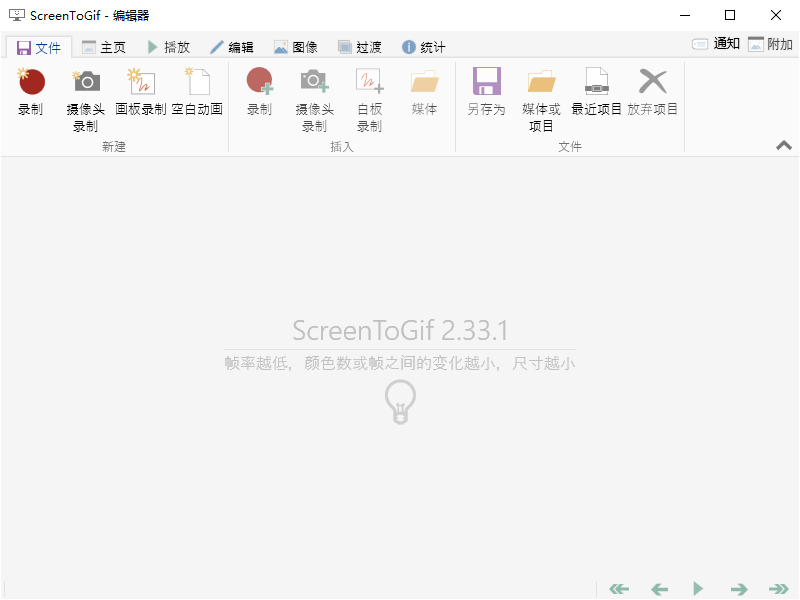 ScreenToGif - 编辑器
文件 主页 播放 编辑 图像 过渡 统计 通知 附加
录制 摄像头 画板录制 空白动画 录制 摄像头 白板 媒体 另存为 媒体或 最近项目 放弃项目
录制 录制 录制 项目
新建 插入 文件
ScreenToGif 2.33.1
帧率越低，颜色数或帧之间的变化越小，尺寸越小